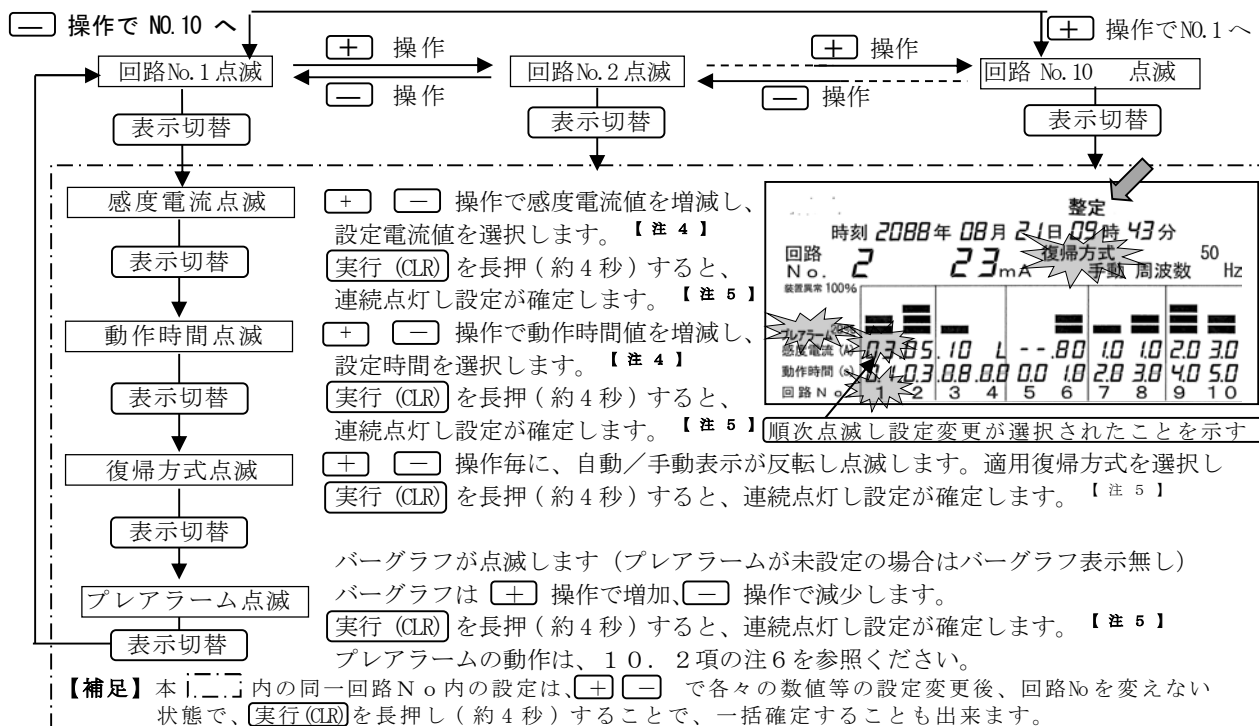 － 操作で NO.10 へ
＋ 操作
－ 操作
＋ 操作
－ 操作
＋ 操作でNO.1へ
回路No.1点滅
回路No.2点滅
回路 No.10 点滅
表示切替
表示切替
表示切替
感度電流点滅
＋ － 操作で感度電流値を増減し、
設定電流値を選択します。【注 4】
実行 (CLR) を長押(約4秒)すると、
連続点灯し設定が確定します。【注 5】
表示切替
動作時間点滅
＋ － 操作で動作時間値を増減し、
設定時間を選択します。【注 4】
実行 (CLR) を長押(約4秒)すると、
連続点灯し設定が確定します。【注 5】
表示切替
整定
時刻 2088年 08月 21日 09時 43分
回路 No. 2 23mA 復帰方式 手動 周波数 50 Hz
装置異常 100%
プレアラーム
感度電流 (A) .03 .05 .10 L --.80 1.0 1.0 2.0 3.0
動作時間 (s) 0.1 0.3 0.8 0.0 0.0 1.8 2.8 3.8 4.0 5.0
回路No 1 2 3 4 5 6 7 8 9 10
順次点滅し設定変更が選択されたことを示す
復帰方式点滅
＋ － 操作毎に、自動／手動表示が反転し点滅します。適用復帰方式を選択し
実行 (CLR) を長押(約4秒)すると、連続点灯し設定が確定します。【注 5】
表示切替
プレアラーム点滅
バーグラフが点滅します（プレアラームが未設定の場合はバーグラフ表示無し）
バーグラフは ＋ 操作で増加、－ 操作で減少します。
実行 (CLR) を長押(約4秒)すると、連続点灯し設定が確定します。【注 5】
プレアラームの動作は、１０．２項の注６を参照ください。
表示切替
【補足】本 内の同一回路Ｎｏ内の設定は、＋ － で各々の数値等の設定変更後、回路Noを変えない
状態で、実行(CLR)を長押し(約4秒)することで、一括確定することも出来ます。